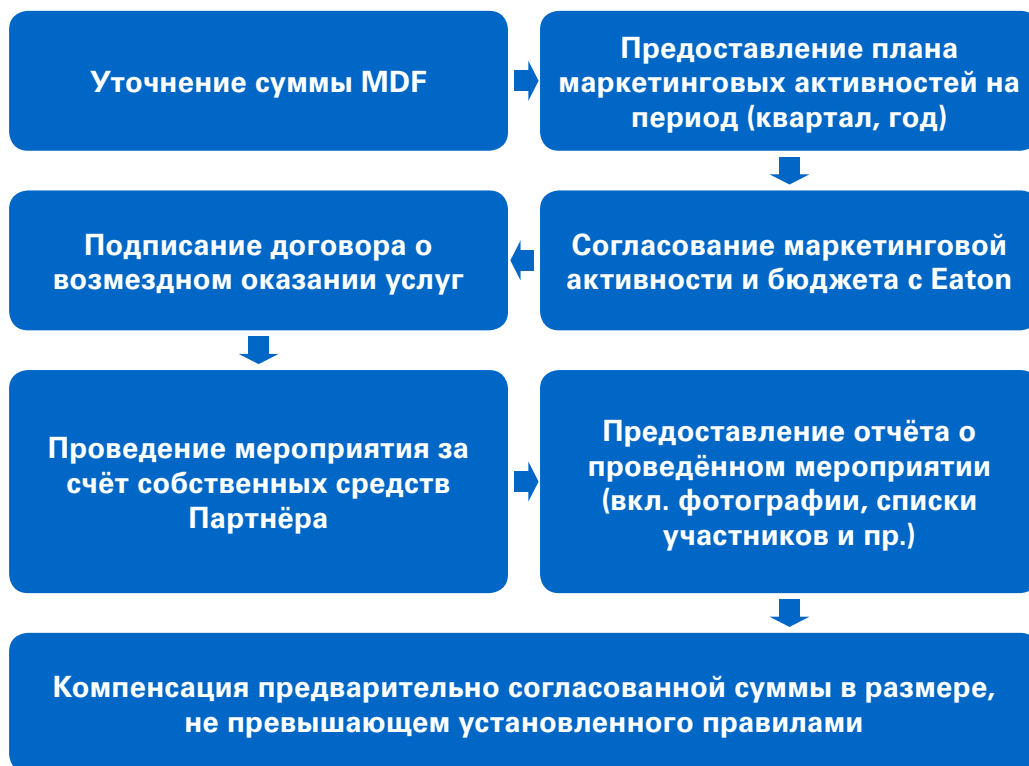 Уточнение суммы MDF
Предоставление плана
маркетинговых активностей на
период (квартал, год)
Согласование маркетинговой
активности и бюджета с Eaton
Подписание договора о
возмездном оказании услуг
Проведение мероприятия за
счёт собственных средств
Партнёра
Предоставление отчёта о
проведённом мероприятии
(вкл. фотографии, списки
участников и пр.)
Компенсация предварительно согласованной суммы в размере,
не превышающем установленного правилами